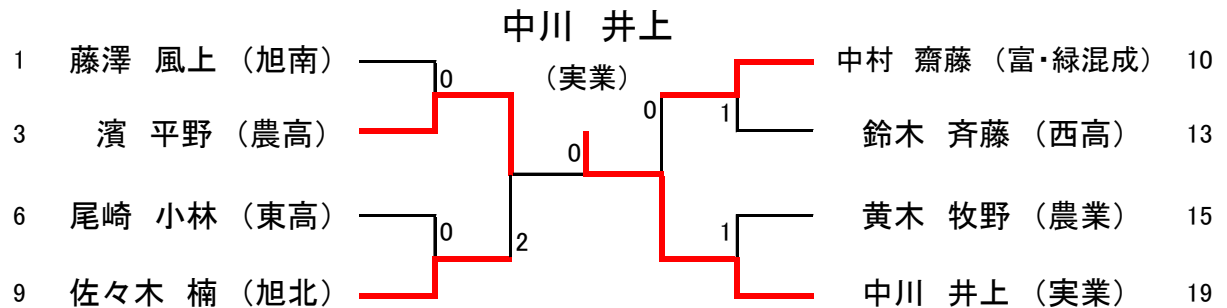 中川 井上
(実業)
1 藤澤 風上 (旭南)
0
3 濱 平野 (農高)
0
6 尾崎 小林 (東高)
0
2
9 佐々木 楠 (旭北)
中村 齋藤 (富・緑混成) 10
0
1
鈴木 斉藤 (西高) 13
黄木 牧野 (農業) 15
1
中川 井上 (実業) 19